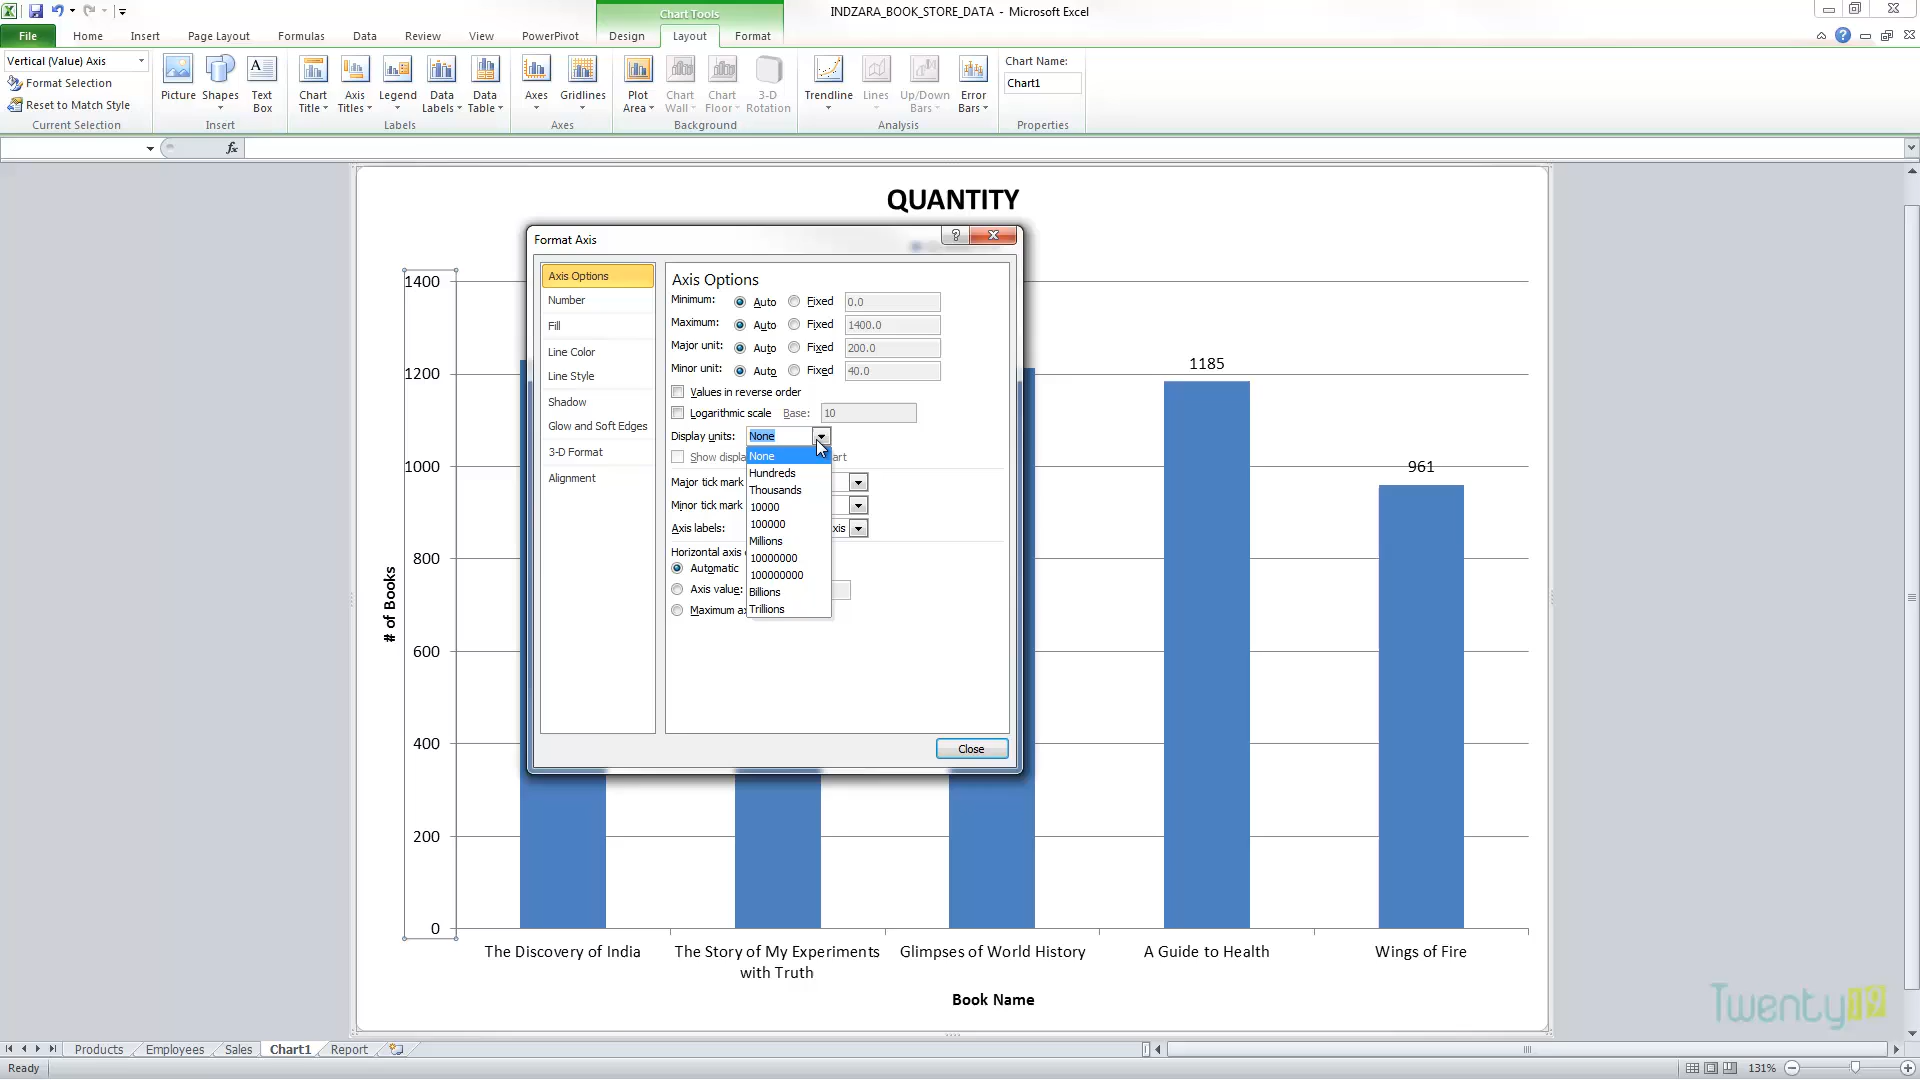 Chart Tools
INDZARA_BOOK_STORE_DATA - Microsoft Excel
File Home Insert Page Layout Formulas Data Review View PowerPivot Design Layout Format
Vertical (Value) Axis
Format Selection
Reset to Match Style
Current Selection
Picture Shapes Text Box
Insert
Chart Title Axis Titles Legend Data Labels Data Table
Labels
Axes Gridlines
Axes
Plot Area Chart Wall Chart Floor 3-D Rotation
Background
Trendline Lines Up/Down Bars Error Bars
Analysis
Chart Name:
Chart1
Properties
fx
QUANTITY
Format Axis
Axis Options
Number
Fill
Line Color
Line Style
Shadow
Glow and Soft Edges
3-D Format
Alignment
Axis Options
Minimum: Auto Fixed 0.0
Maximum: Auto Fixed 1400.0
Major unit: Auto Fixed 200.0
Minor unit: Auto Fixed 40.0
Values in reverse order
Logarithmic scale Base: 10
Display units: None
Show displa art
Major tick mark
Minor tick mark
Axis labels: xis
Horizontal axis
Automatic
Axis value:
Maximum ax
None
Hundreds
Thousands
10000
100000
Millions
10000000
100000000
Billions
Trillions
Close
1400
1200
1000
800
600
400
200
0
# of Books
1185
961
The Discovery of India
The Story of My Experiments
with Truth
Glimpses of World History
A Guide to Health
Wings of Fire
Book Name
Twenty19
Products Employees Sales Chart1 Report
Ready
131%